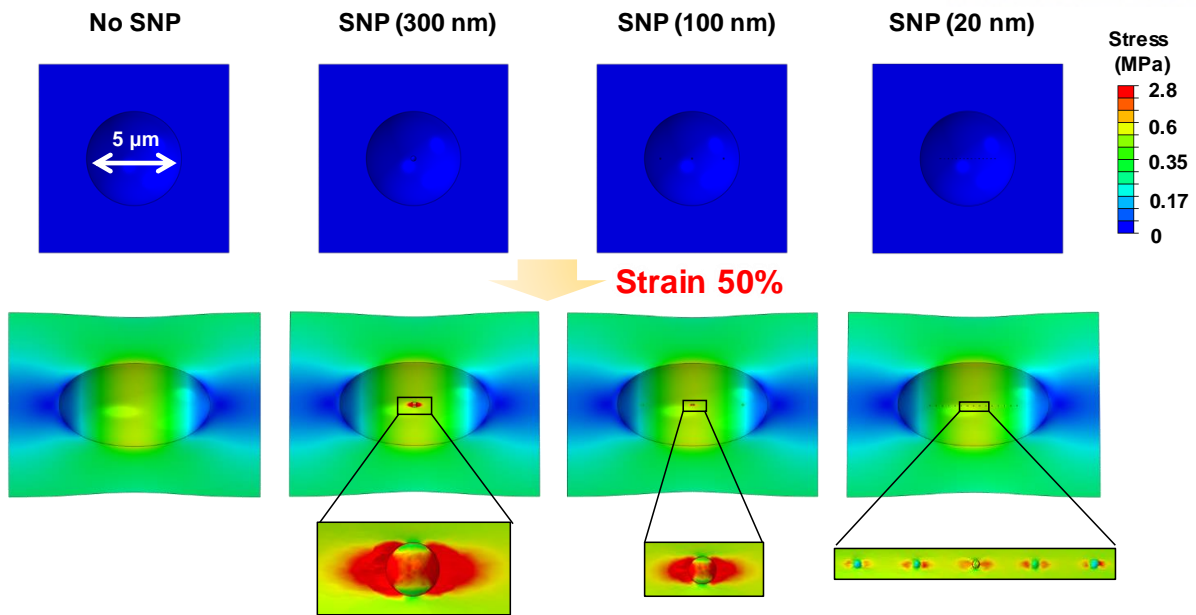 No SNP
SNP (300 nm)
SNP (100 nm)
SNP (20 nm)
Stress
(MPa)
2.8
0.6
0.35
0.17
0
5 μm
Strain 50%